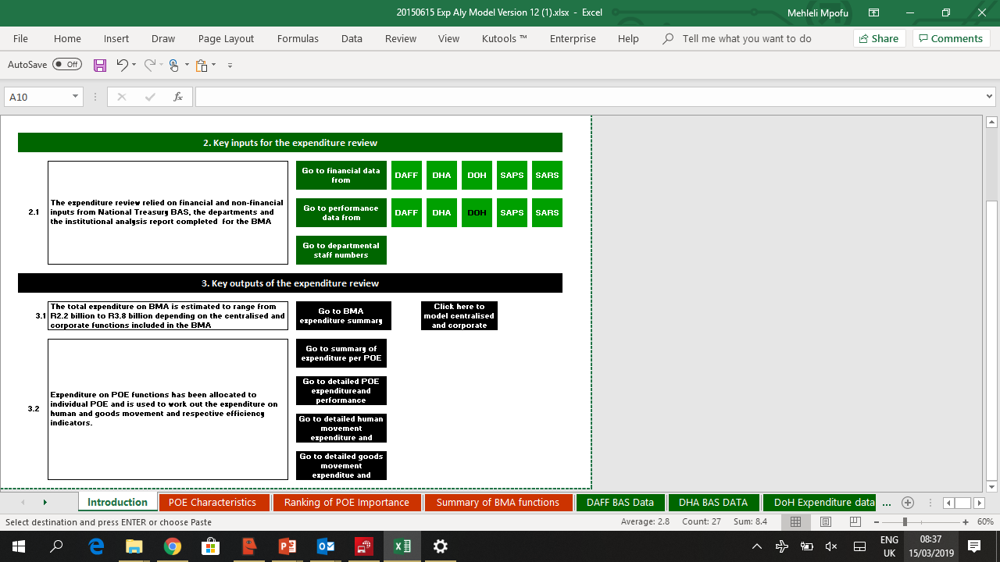 20150615 Exp Aly Model Version 12 (1).xlsx - Excel
Mehleli Mpofu
File Home Insert Draw Page Layout Formulas Data Review View Kutools ™ Enterprise Help Tell me what you want to do Share Comments
AutoSave Off
A10
fx
2. Key inputs for the expenditure review
2.1
The expenditure review relied on financial and non-financial
inputs from National Treasury BAS, the departments and
the institutional analysis report completed for the BMA
Go to financial data
from
DAFF DHA DOH SAPS SARS
Go to performance
data from
DAFF DHA DOH SAPS SARS
Go to departmental
staff numbers
3. Key outputs of the expenditure review
3.1
The total expenditure on BMA is estimated to range from
R2.2 billion to R3.8 billion depending on the centralised and
corporate functions included in the BMA
Go to BMA
expenditure summary
Click here to
model centralised
and corporate
3.2
Expenditure on POE functions has been allocated to
individual POE and is used to work out the expenditure on
human and goods movement and respective efficiency
indicators.
Go to summary of
expenditure per POE
Go to detailed POE
expenditureand
performance
Go to detailed human
movement
expenditure and
Go to detailed goods
movement
expenditue and
Introduction POE Characteristics Ranking of POE Importance Summary of BMA functions DAFF BAS Data DHA BAS DATA DoH Expenditure data ...
Select destination and press ENTER or choose Paste
Average: 2.8 Count: 27 Sum: 8.4
60%
ENG
UK
08:37
15/03/2019